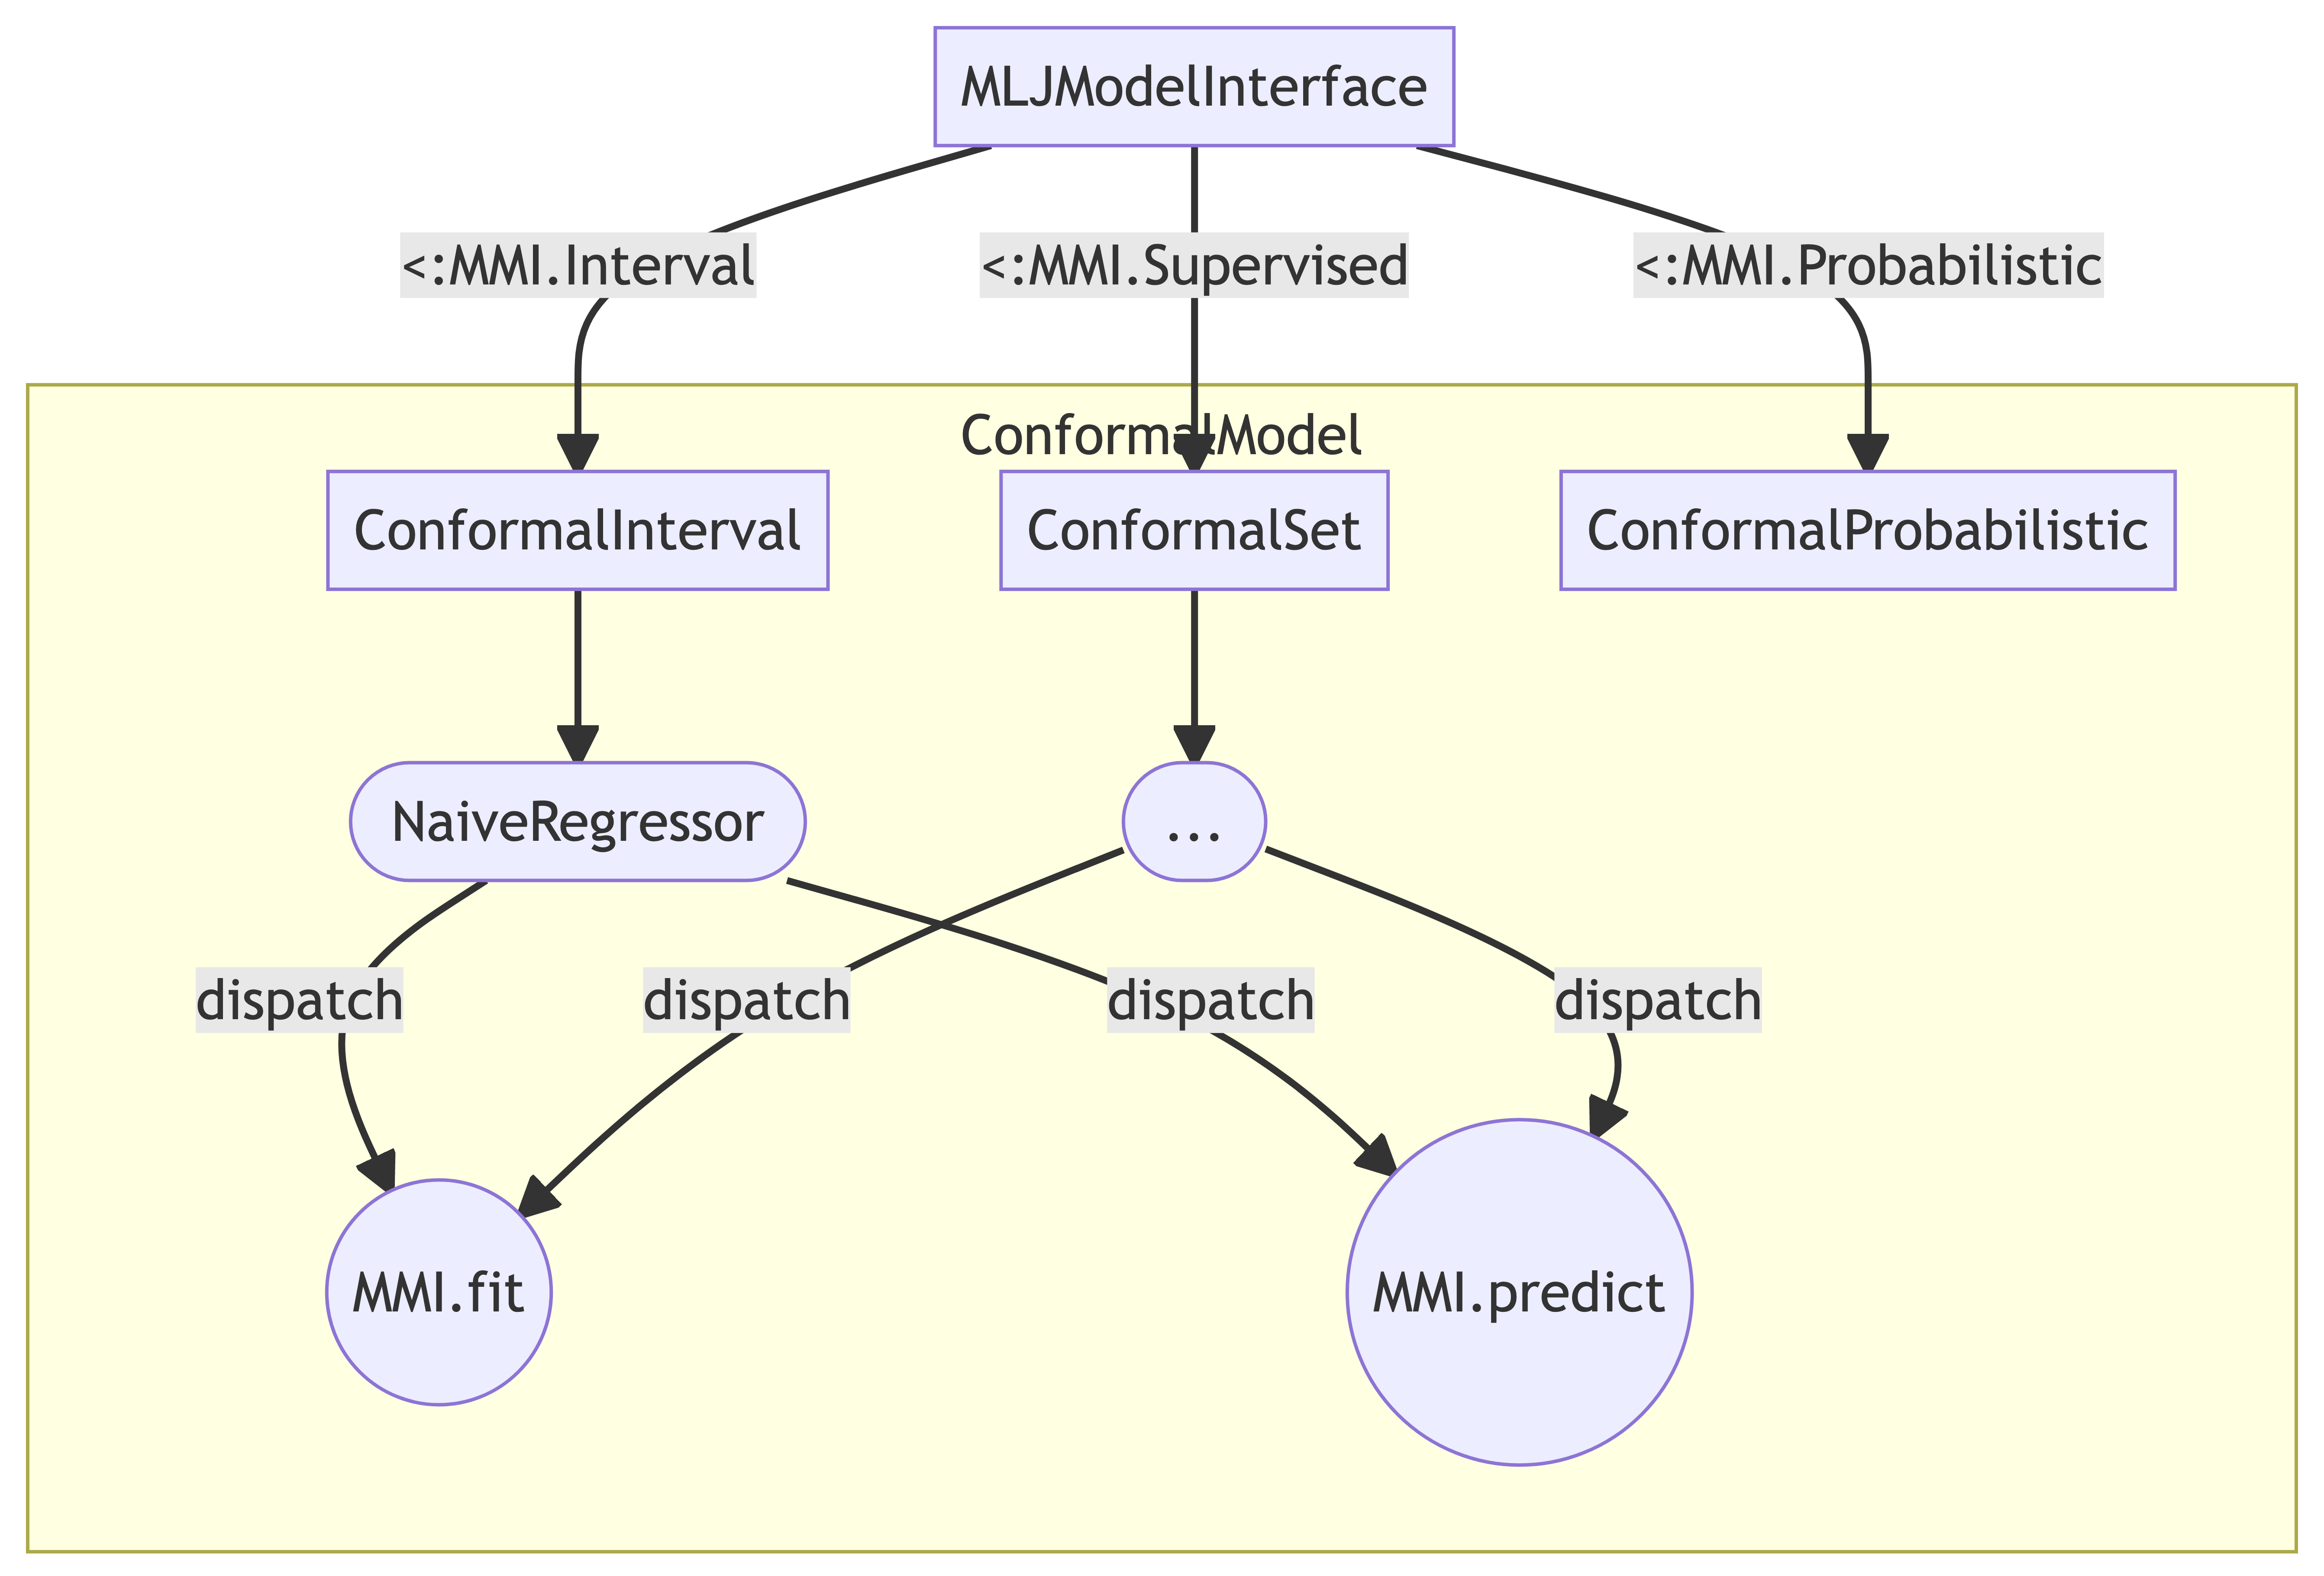 MLJModelInterface
<:MMI.Interval
<:MMI.Supervised
<:MMI.Probabilistic
ConformalModel
ConformalInterval
ConformalSet
ConformalProbabilistic
NaiveRegressor
...
dispatch
dispatch
dispatch
dispatch
MMI.fit
MMI.predict